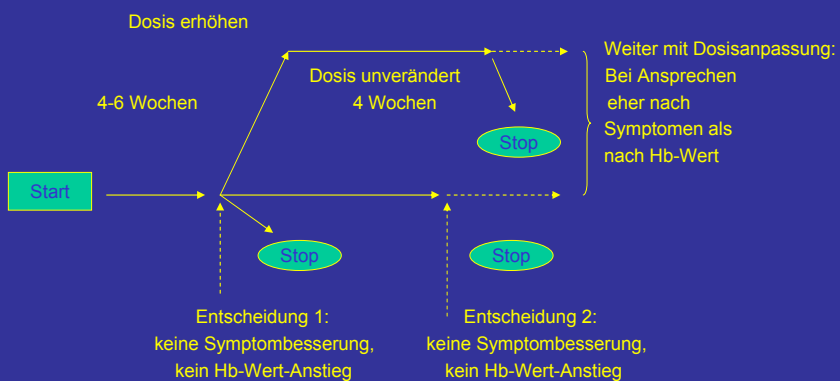 Dosis erhöhen
Dosis unverändert
4 Wochen
4-6 Wochen
Weiter mit Dosisanpassung:
Bei Ansprechen
eher nach
Symptomen als
nach Hb-Wert
Stop
Start
Stop
Stop
Entscheidung 1:
keine Symptombesserung,
kein Hb-Wert-Anstieg
Entscheidung 2:
keine Symptombesserung,
kein Hb-Wert-Anstieg